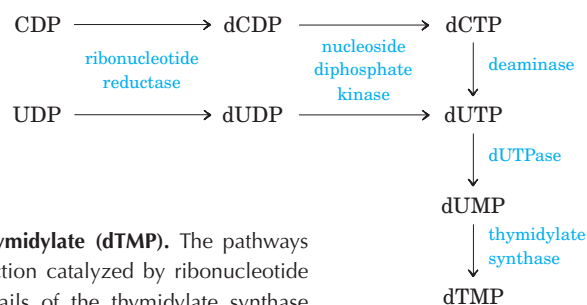 CDP dCDP dCTP
ribonucleotide
reductase
nucleoside
diphosphate
kinase
deaminase
UDP dUDP dUTP
dUTPase
dUMP
thymidylate
synthase
dTMP
ymidylate (dTMP). The pathways
ction catalyzed by ribonucleotide
ails of the thymidylate synthase